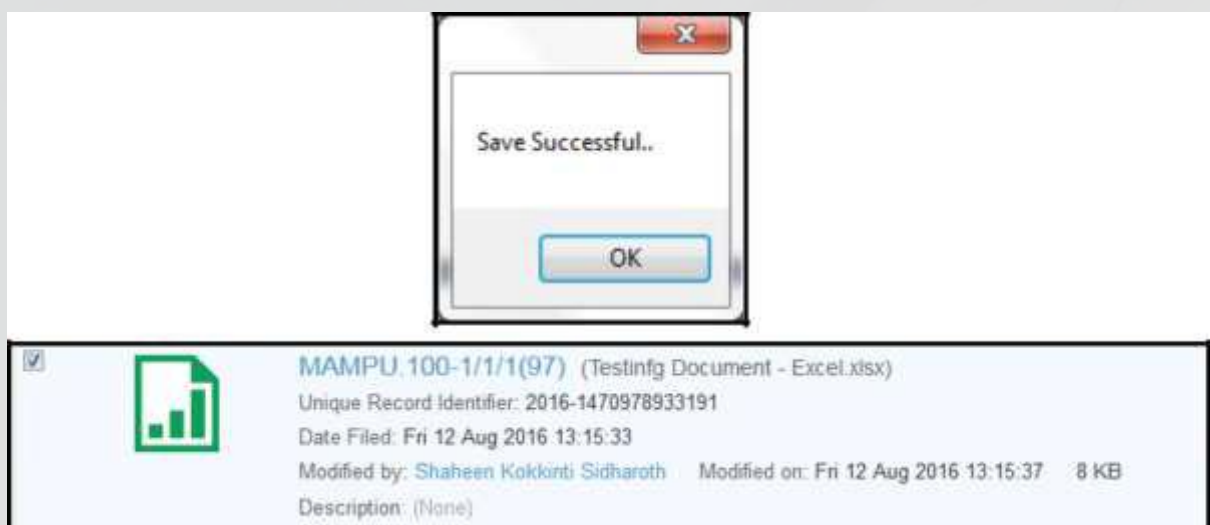 Save Successful..
OK
MAMPU.100-1/1/1(97) (Testinfg Document - Excel.xlsx)
Unique Record Identifier: 2016-1470978933191
Date Filed: Fri 12 Aug 2016 13:15:33
Modified by: Shaheen Kokkinti Sidharoth Modified on: Fri 12 Aug 2016 13:15:37 8 KB
Description: (None)